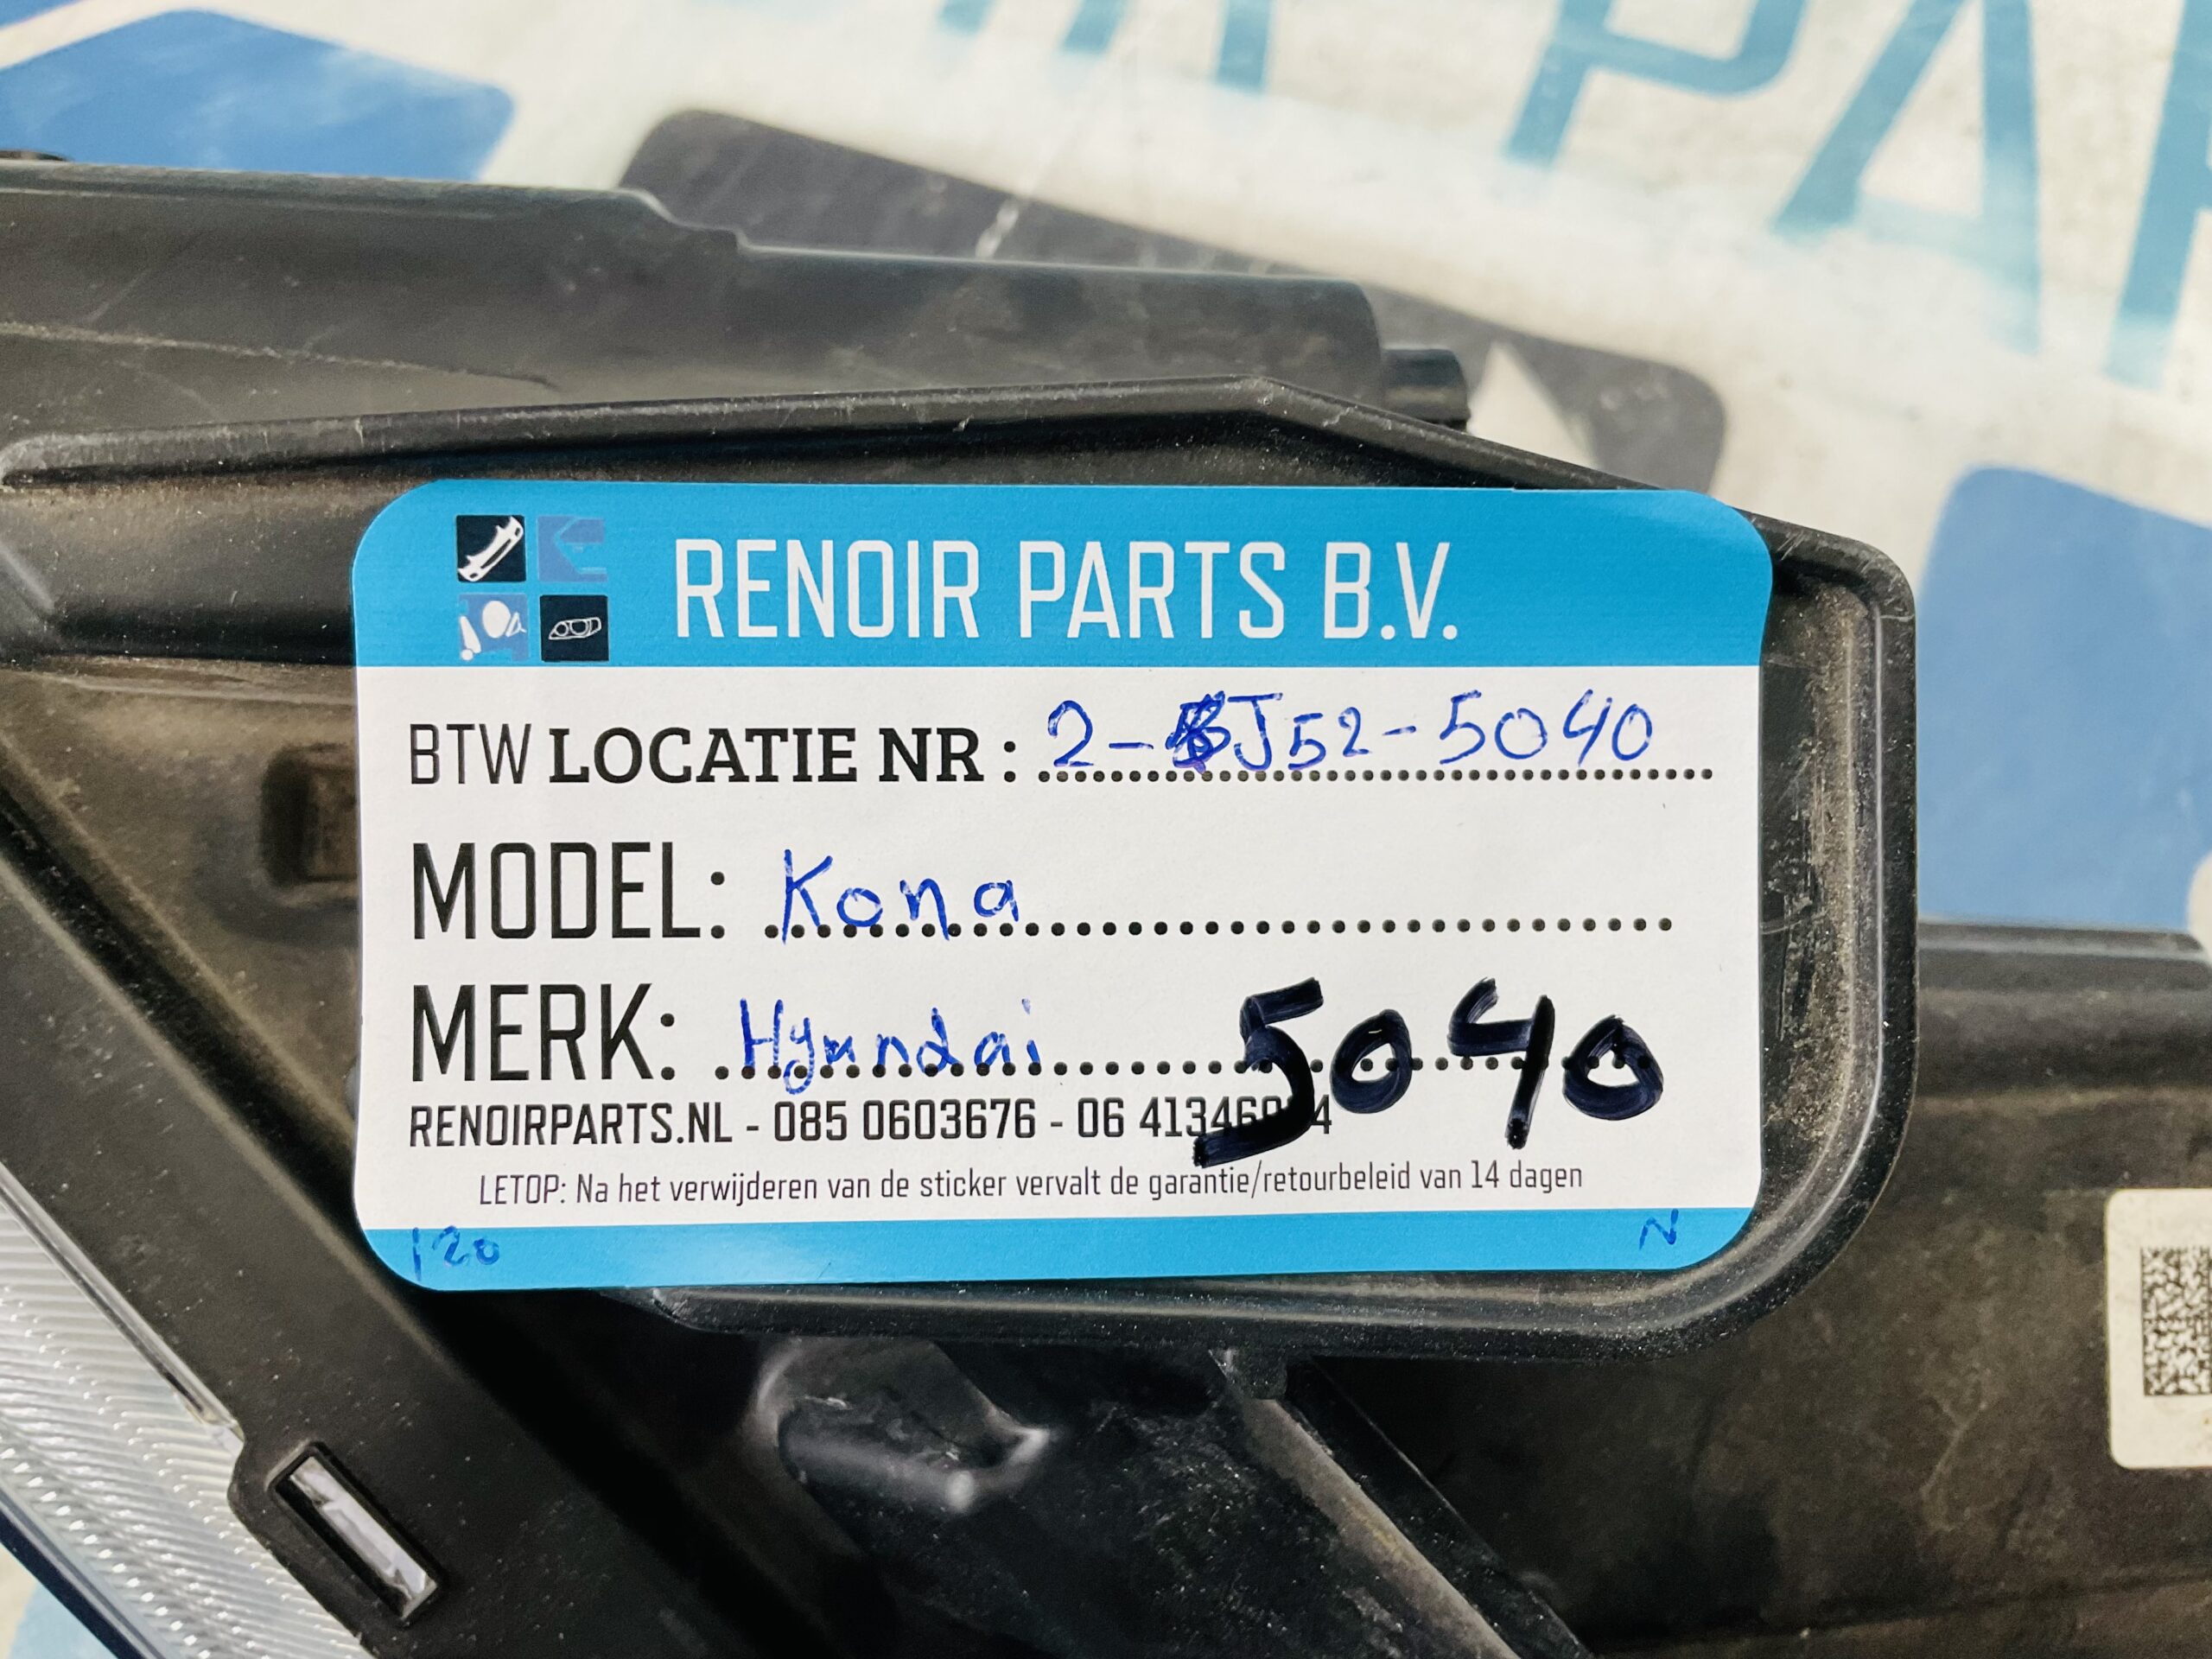 RENOIR PARTS B.V.
BTW LOCATIE NR : 2-J52-5040
MODEL: Kona
MERK: Hyundai 5040
RENOIRPARTS.NL - 085 0603676 - 06
LETOP: Na het verwijderen van de sticker vervalt de garantie/retourbeleid van 14 dagen
120 N